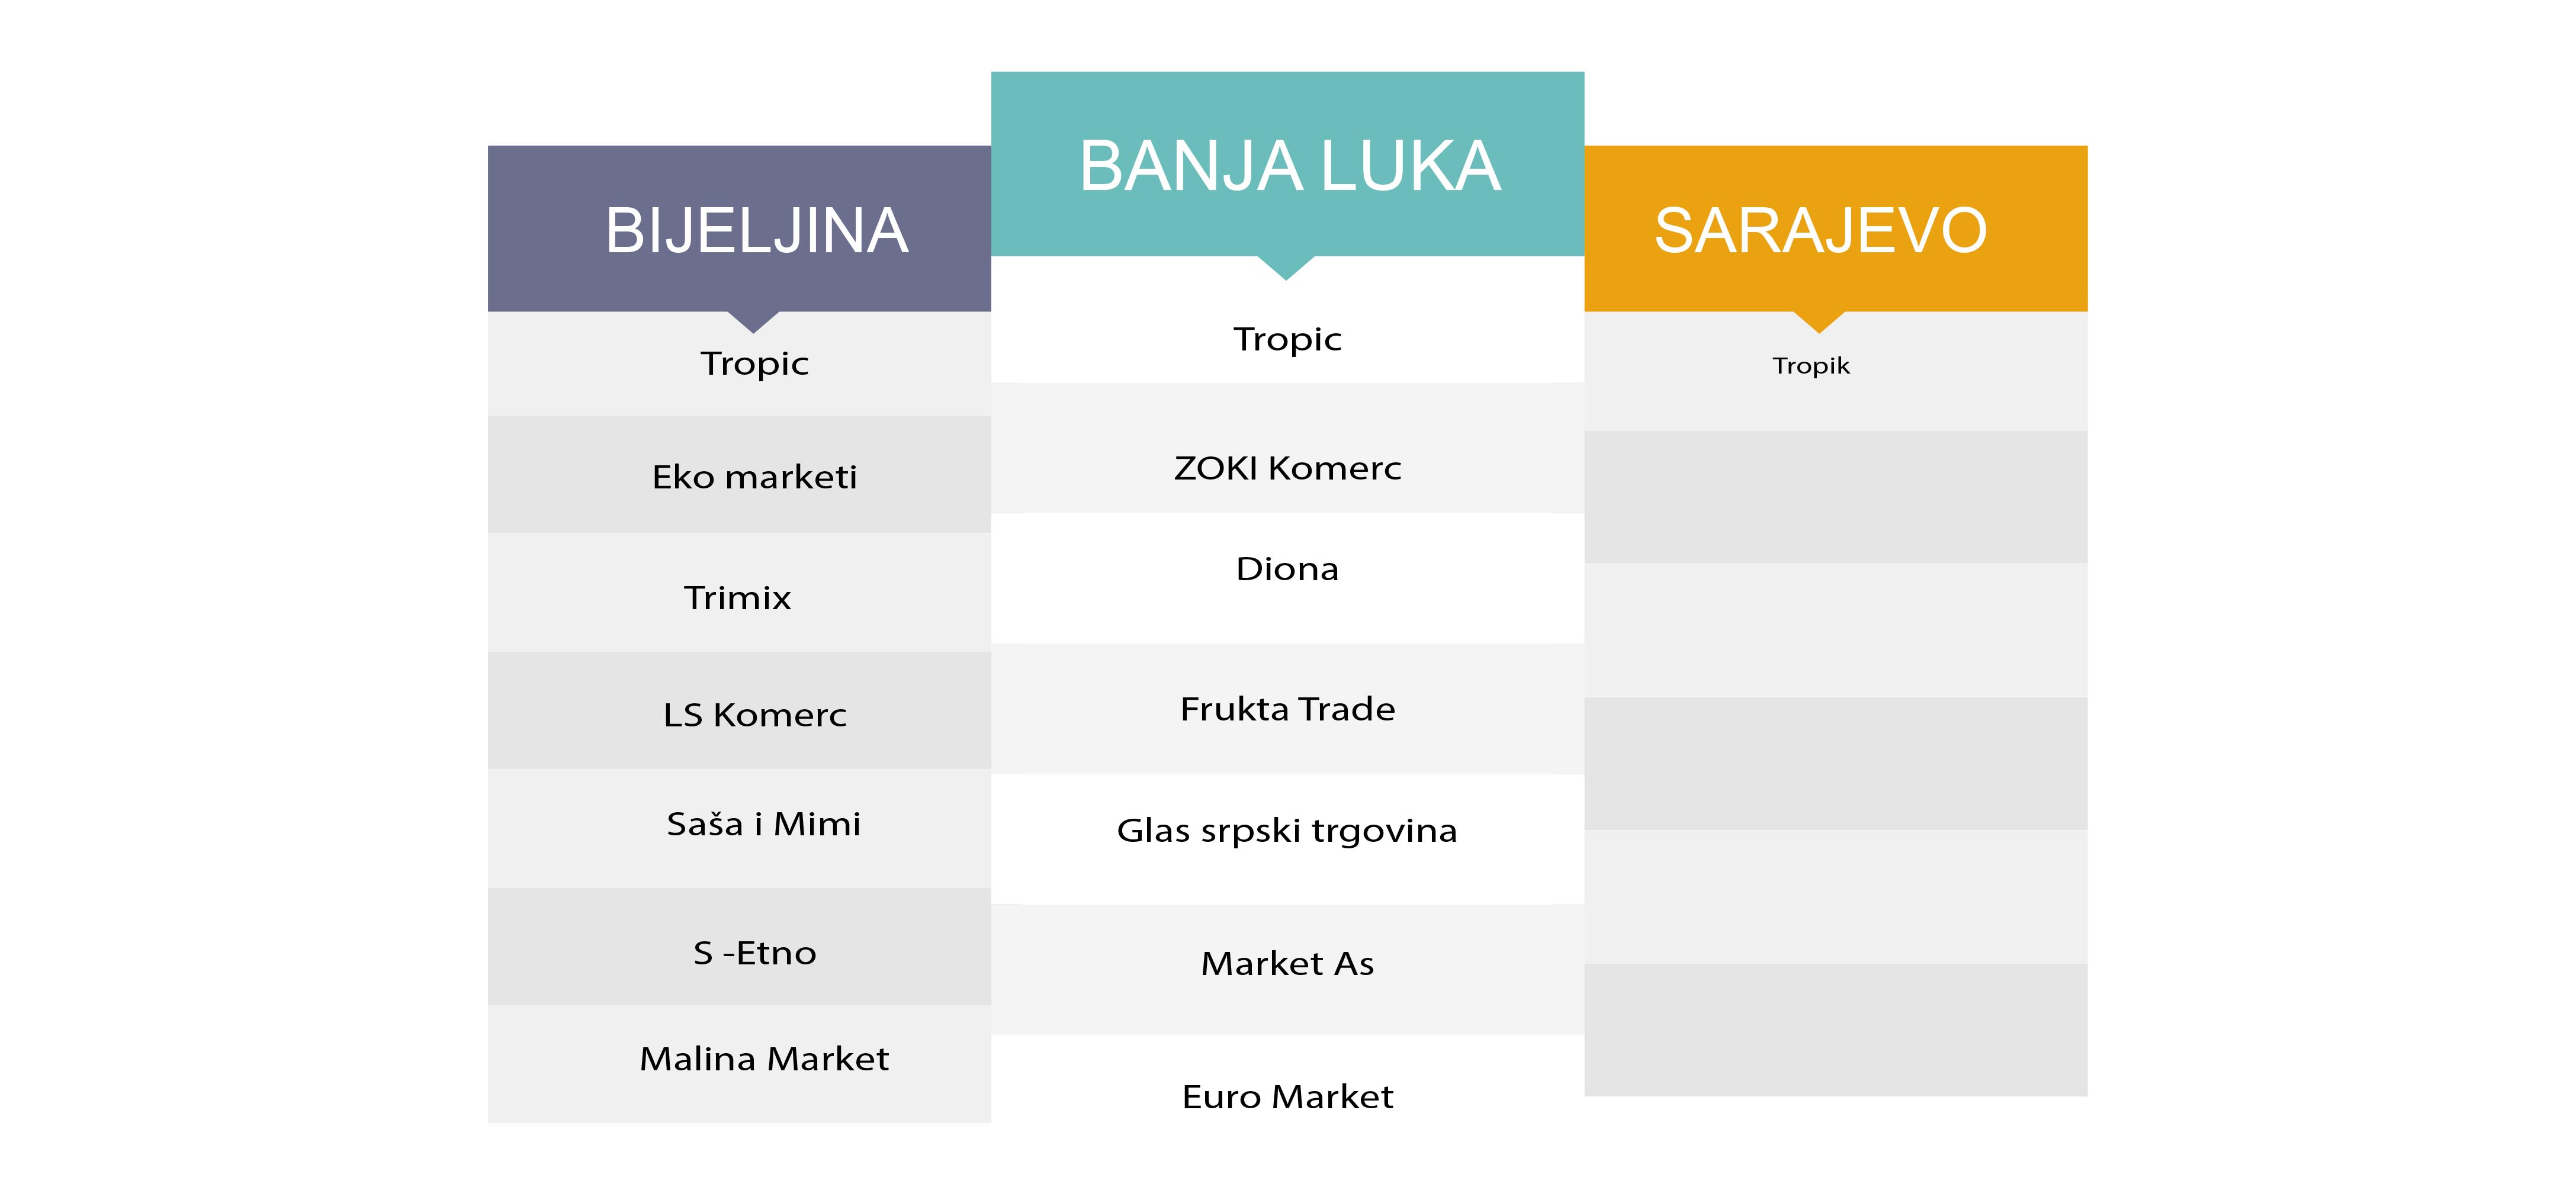 BIJELJINA
Tropic
Eko marketi
Trimix
LS Komerc
Saša i Mimi
S -Etno
Malina Market
BANJA LUKA
Tropic
ZOKI Komerc
Diona
Frukta Trade
Glas srpski trgovina
Market As
Euro Market
SARAJEVO
Tropik